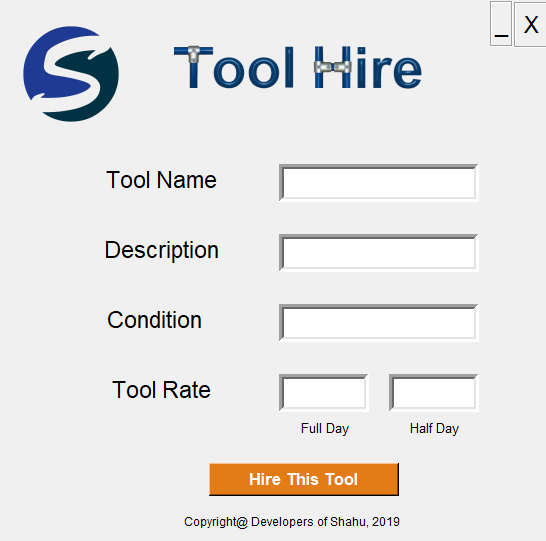 _ X
Tool Hire
Tool Name
Description
Condition
Tool Rate
Full Day Half Day
Hire This Tool
Copyright@ Developers of Shahu, 2019